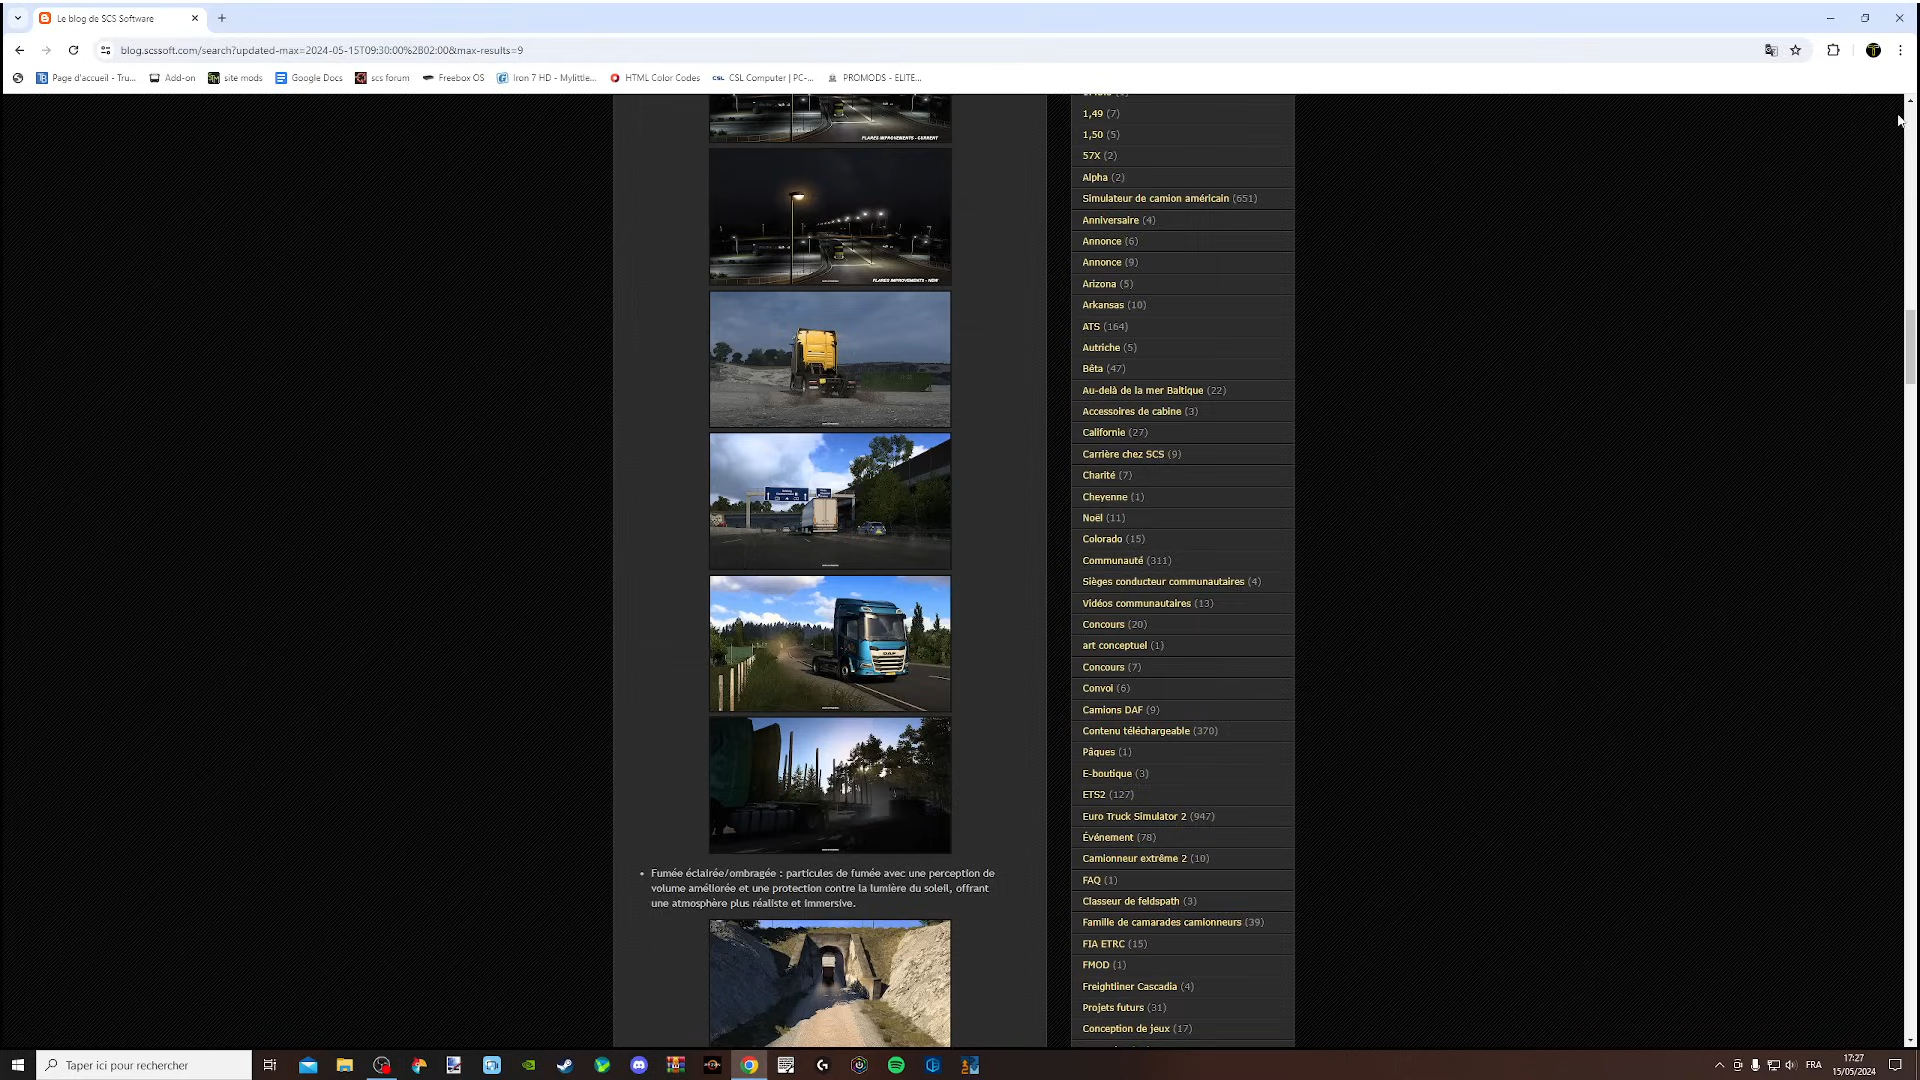 Le blog de SCS Software
blog.scssoft.com/search?updated-max=2024-05-15T09:30:00%2B02:00&max-results=9
Page d'accueil - Tru...
Add-on
site mods
Google Docs
scs forum
Freebox OS
Iron 7 HD - Mylittle...
HTML Color Codes
CSL Computer | PC-...
PROMODS - ELITE...
FLARES IMPROVEMENTS - CURRENT
FLARES IMPROVEMENTS - NEW
DAF
Fumée éclairée/ombragée : particules de fumée avec une perception de
volume améliorée et une protection contre la lumière du soleil, offrant
une atmosphère plus réaliste et immersive.
1,49 (7)
1,50 (5)
57X (2)
Alpha (2)
Simulateur de camion américain (651)
Anniversaire (4)
Annonce (6)
Annonce (9)
Arizona (5)
Arkansas (10)
ATS (164)
Autriche (5)
Bêta (47)
Au-delà de la mer Baltique (22)
Accessoires de cabine (3)
Californie (27)
Carrière chez SCS (9)
Charité (7)
Cheyenne (1)
Noël (11)
Colorado (15)
Communauté (311)
Sièges conducteur communautaires (4)
Vidéos communautaires (13)
Concours (20)
art conceptuel (1)
Concours (7)
Convoi (6)
Camions DAF (9)
Contenu téléchargeable (370)
Pâques (1)
E-boutique (3)
ETS2 (127)
Euro Truck Simulator 2 (947)
Événement (78)
Camionneur extrême 2 (10)
FAQ (1)
Classeur de feldspath (3)
Famille de camarades camionneurs (39)
FIA ETRC (15)
FMOD (1)
Freightliner Cascadia (4)
Projets futurs (31)
Conception de jeux (17)
Taper ici pour rechercher
FRA
17:27
15/05/2024